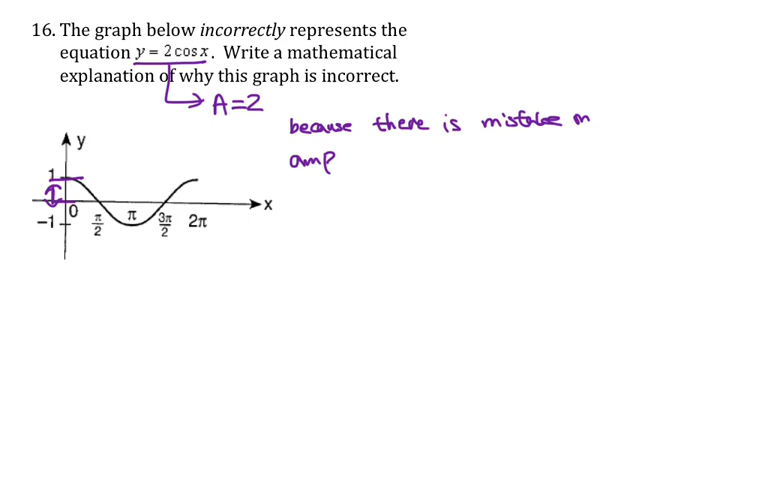 16. The graph below incorrectly represents the
equation y = 2 cos x. Write a mathematical
explanation of why this graph is incorrect.
A=2
because there is mistake on
amp
y
1
x
0
-1
π/2
π
3π/2
2π